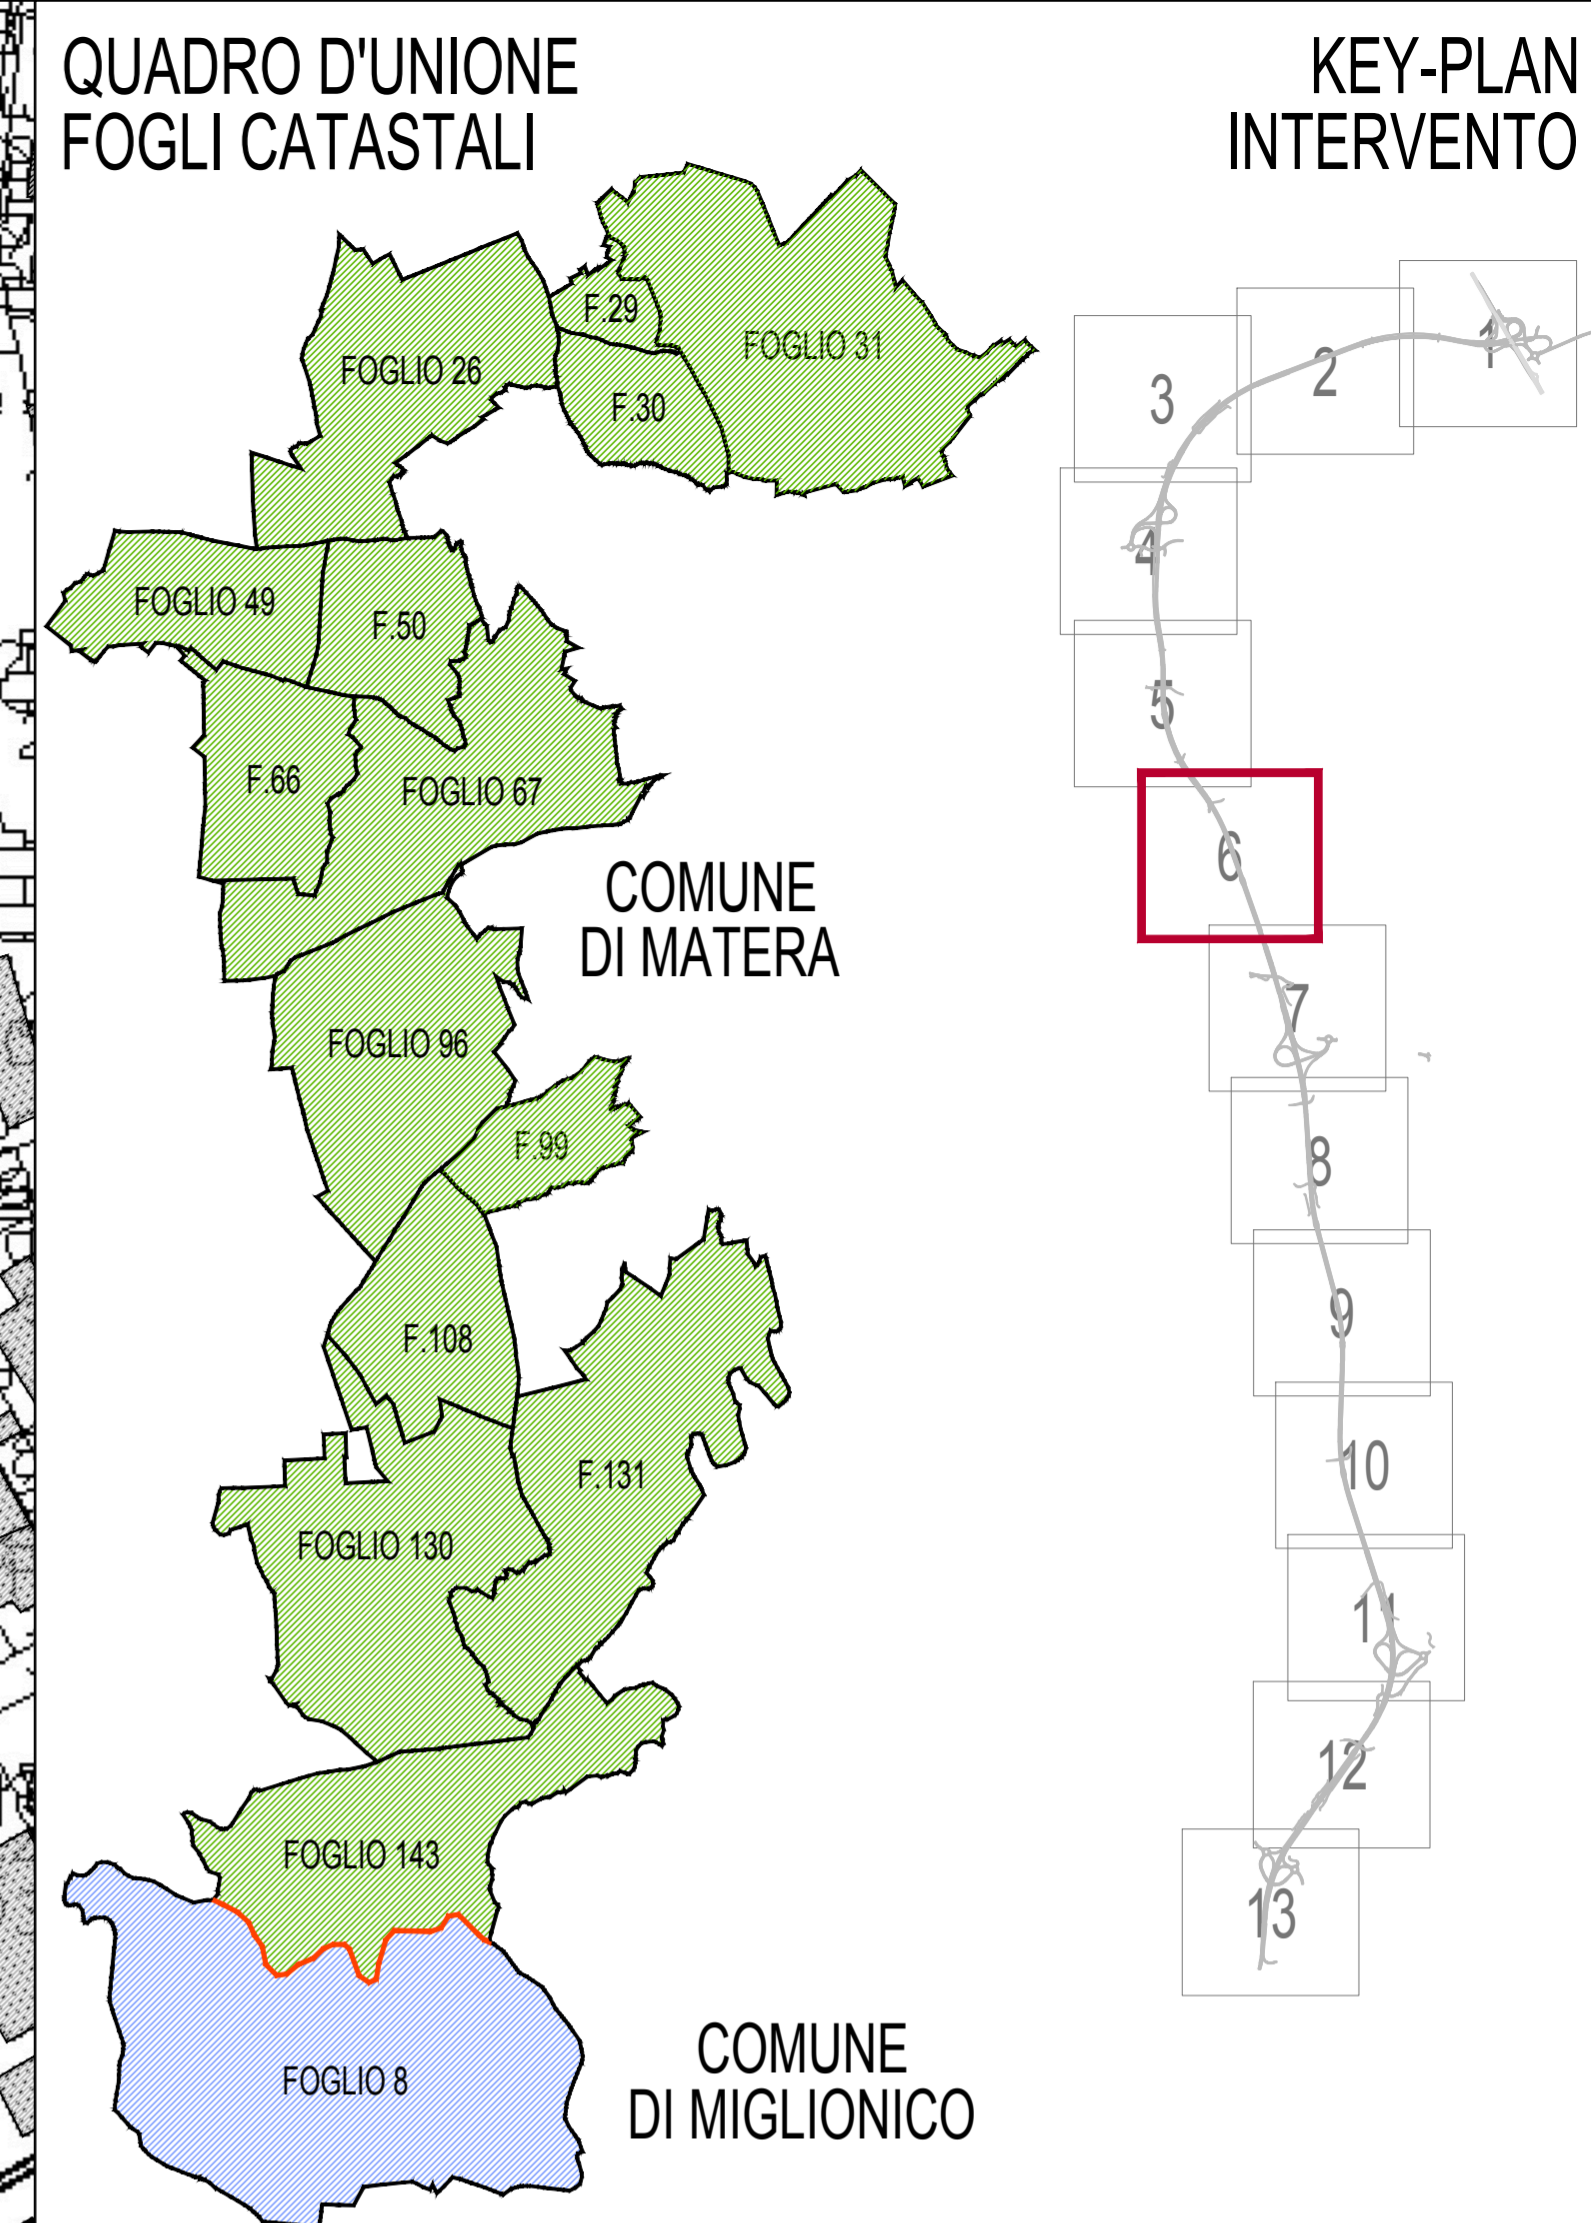 QUADRO D'UNIONE
FOGLI CATASTALI
KEY-PLAN
INTERVENTO
FOGLIO 26
F.29
FOGLIO 31
F.30
FOGLIO 49
F.50
F.66
FOGLIO 67
COMUNE
DI MATERA
FOGLIO 96
F.99
F.108
F.131
FOGLIO 130
FOGLIO 143
FOGLIO 8
COMUNE
DI MIGLIONICO
1
2
3
4
5
6
7
8
9
10
11
12
13